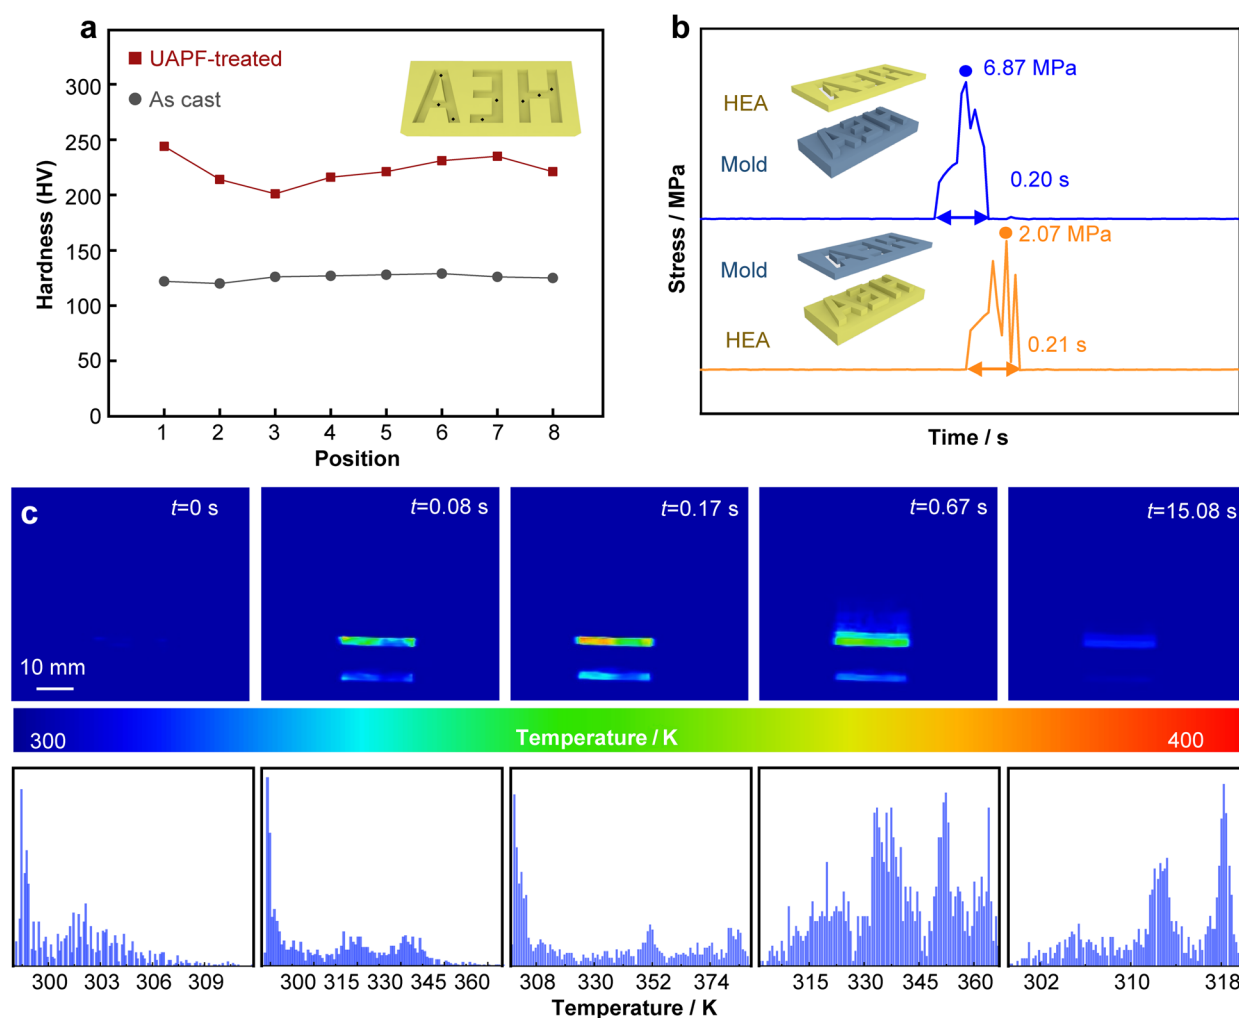 a
UAPF-treated
As cast
AEH
Hardness (HV)
300
250
200
150
100
50
0
1 2 3 4 5 6 7 8
Position
b
6.87 MPa
HEA
Mold
0.20 s
2.07 MPa
Mold
HEA
0.21 s
Stress / MPa
Time / s
c
t=0 s
t=0.08 s
t=0.17 s
t=0.67 s
t=15.08 s
10 mm
300
Temperature / K
400
300 303 306 309
300 315 330 345 360
308 330 352 374
315 330 345 360
302 310 318
Temperature / K